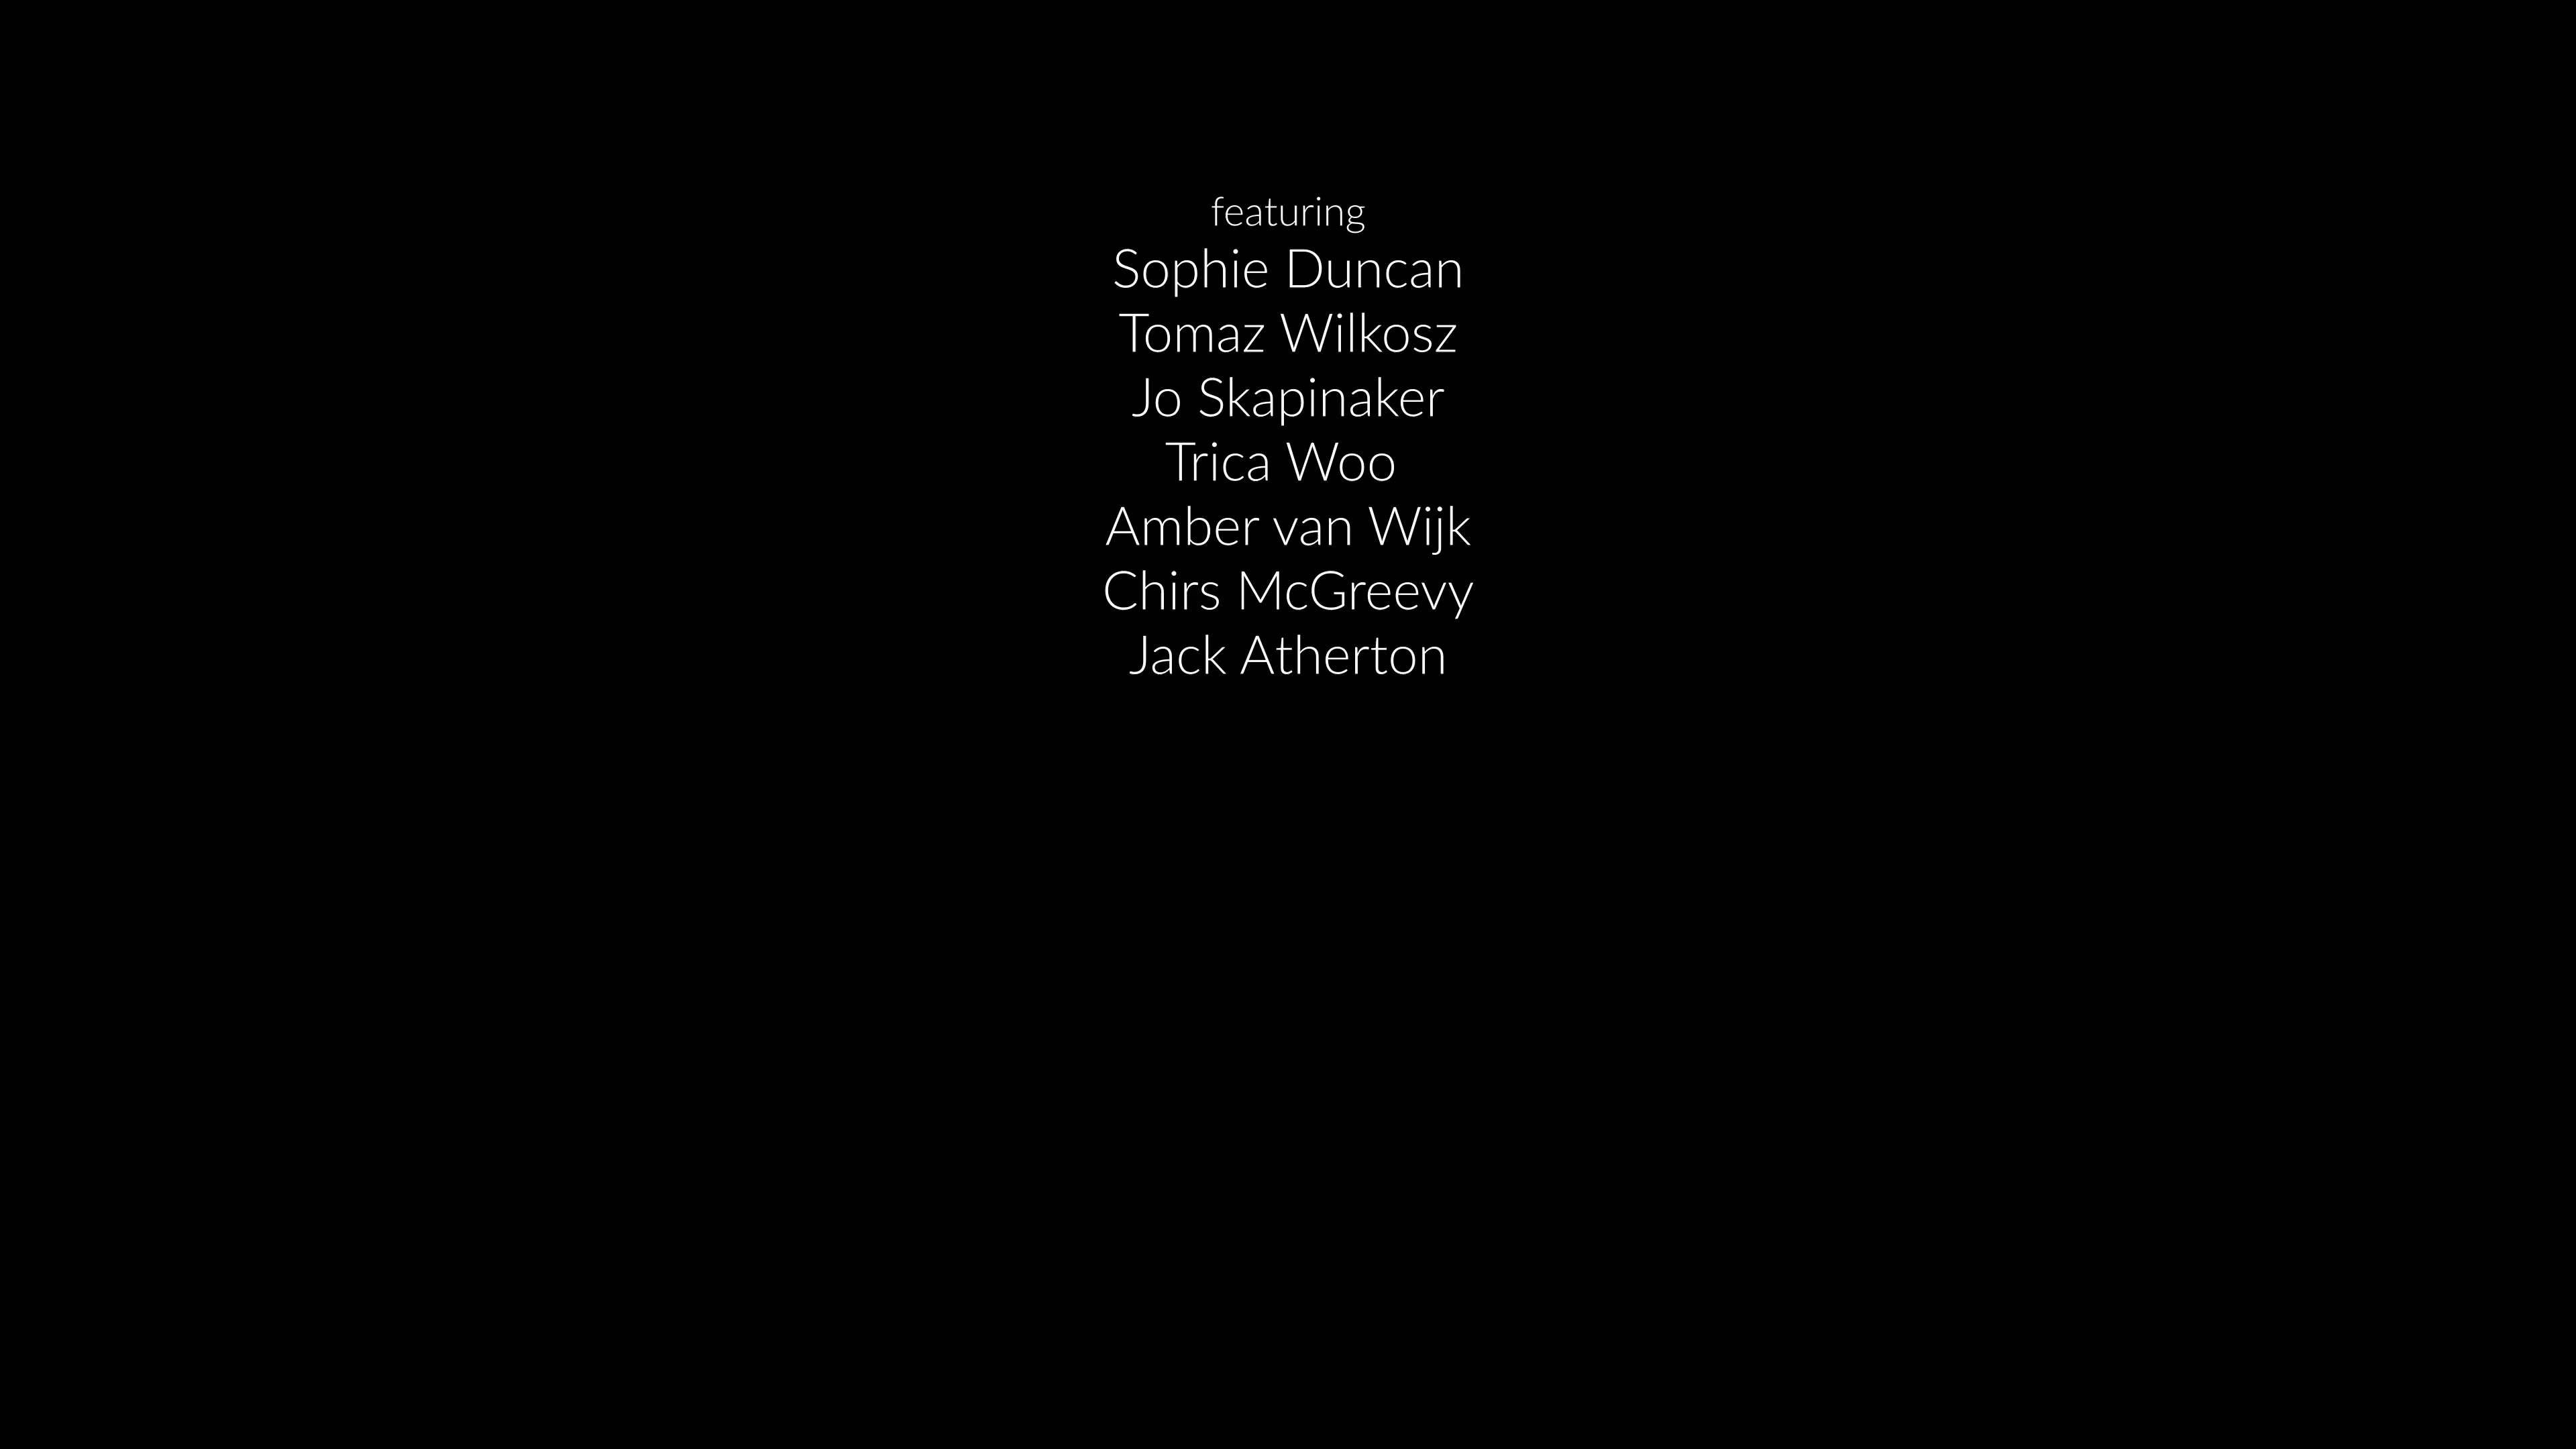 featuring
Sophie Duncan
Tomaz Wilkosz
Jo Skapinaker
Trica Woo
Amber van Wijk
Chirs McGreevy
Jack Atherton